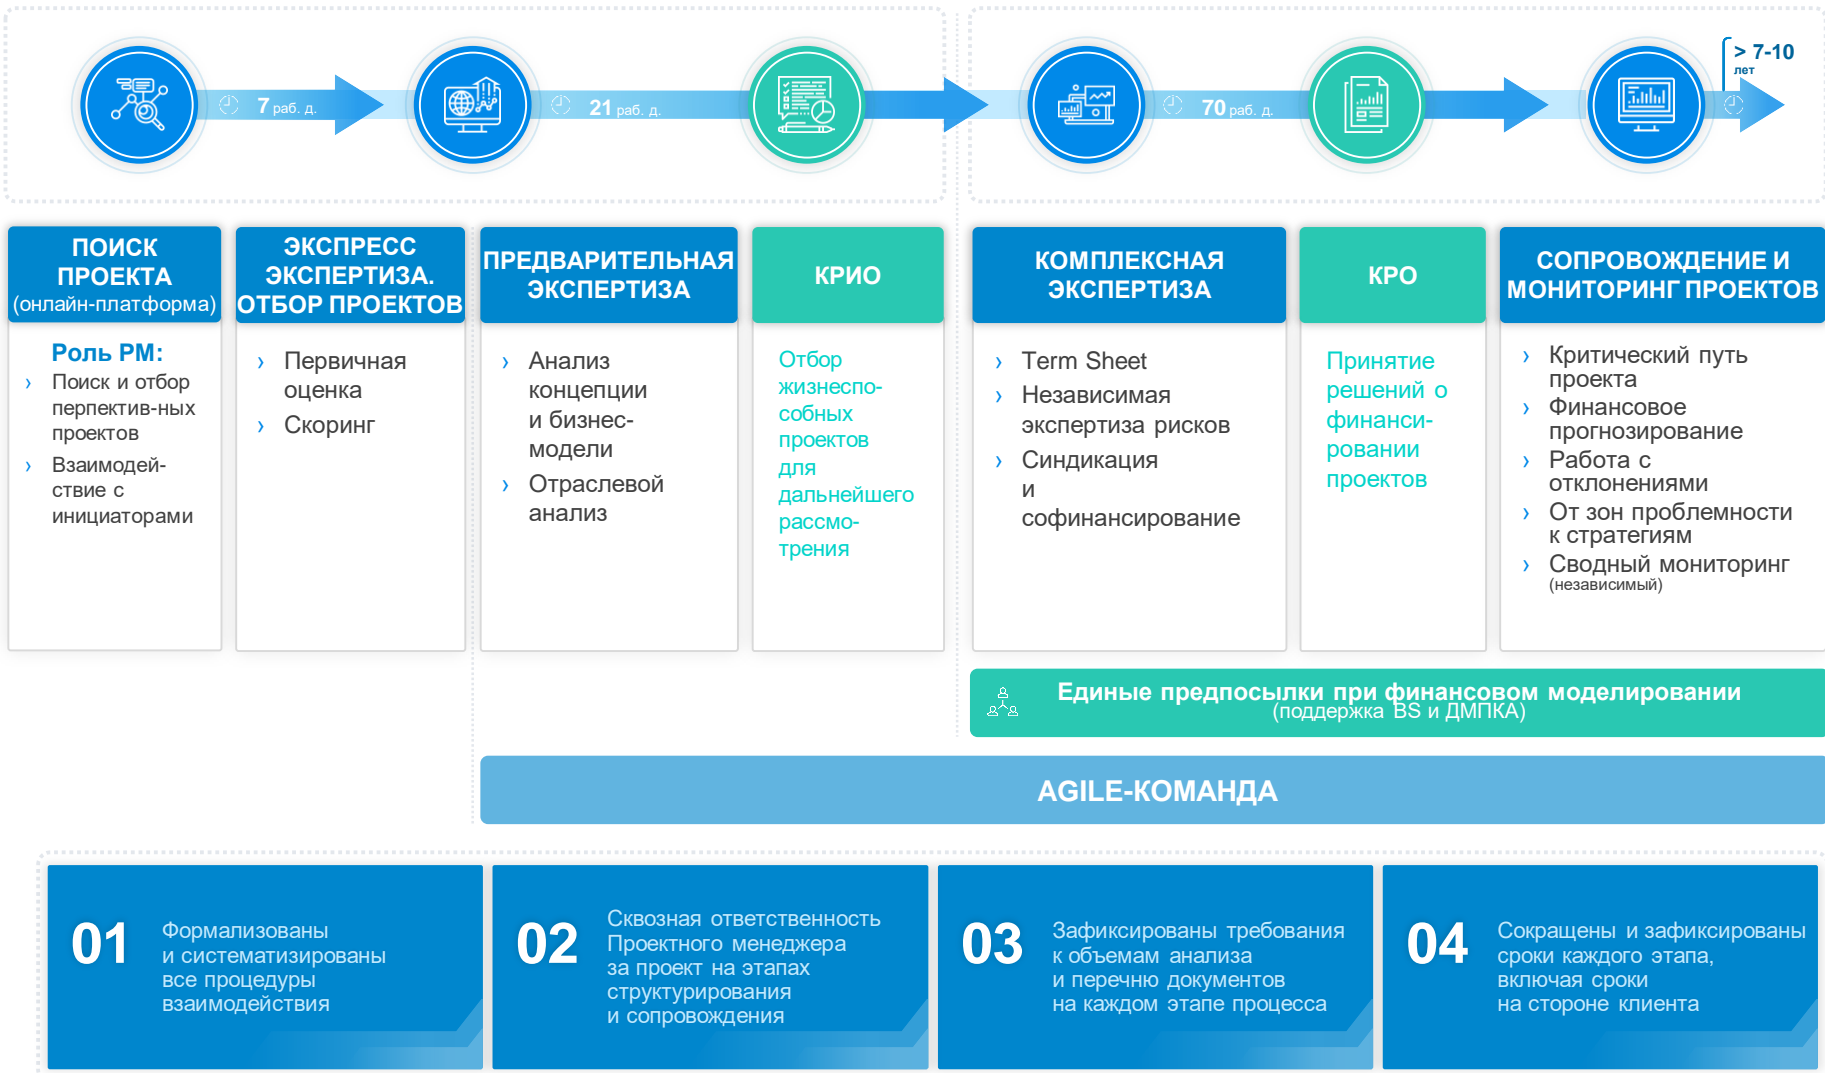 7 раб. д.
21 раб. д.
70 раб. д.
> 7-10
лет
ПОИСК
ПРОЕКТА
(онлайн-платформа)
Роль PM:
› Поиск и отбор
перпектив-ных
проектов
› Взаимодей-
ствие с
инициаторами
ЭКСПРЕСС
ЭКСПЕРТИЗА.
ОТБОР ПРОЕКТОВ
› Первичная
оценка
› Скоринг
ПРЕДВАРИТЕЛЬНАЯ
ЭКСПЕРТИЗА
› Анализ
концепции
и бизнес-
модели
› Отраслевой
анализ
КРИО
Отбор
жизнеспо-
собных
проектов
для
дальнейшего
рассмо-
трения
КОМПЛЕКСНАЯ
ЭКСПЕРТИЗА
› Term Sheet
› Независимая
экспертиза рисков
› Синдикация
и
софинансирование
КРО
Принятие
решений о
финанси-
ровании
проектов
СОПРОВОЖДЕНИЕ И
МОНИТОРИНГ ПРОЕКТОВ
› Критический путь
проекта
› Финансовое
прогнозирование
› Работа с
отклонениями
› От зон проблемности
к стратегиям
› Сводный мониторинг
(независимый)
Единые предпосылки при финансовом моделировании
(поддержка BS и ДМПКА)
AGILE-КОМАНДА
01
Формализованы
и систематизированы
все процедуры
взаимодействия
02
Сквозная ответственность
Проектного менеджера
за проект на этапах
структурирования
и сопровождения
03
Зафиксированы требования
к объемам анализа
и перечню документов
на каждом этапе процесса
04
Сокращены и зафиксированы
сроки каждого этапа,
включая сроки
на стороне клиента